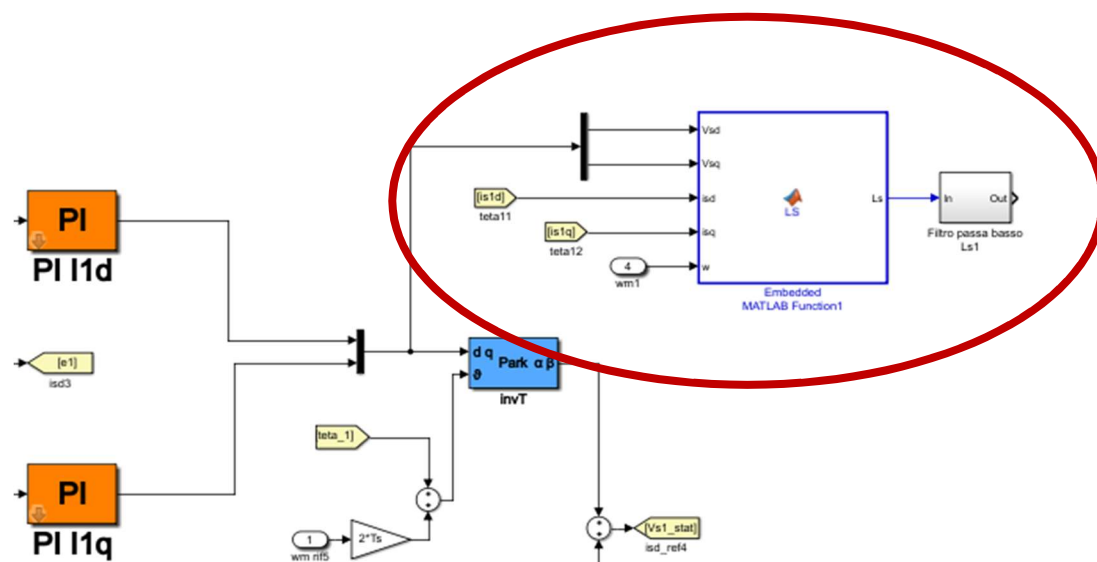 Vsd
Vsq
[is1d]
isd
teta11
LS
Ls
In
Out
[is1q]
isq
teta12
Filtro passa basso
Ls1
4
w
wm1
Embedded
MATLAB Function1
PI
PI I1d
[e1]
isd3
d q
Park
α β
ϑ
invT
teta_1]
+
+
PI
PI I1q
1
wm rif5
2*Ts
+
+
[Vs1_stat]
isd_ref4